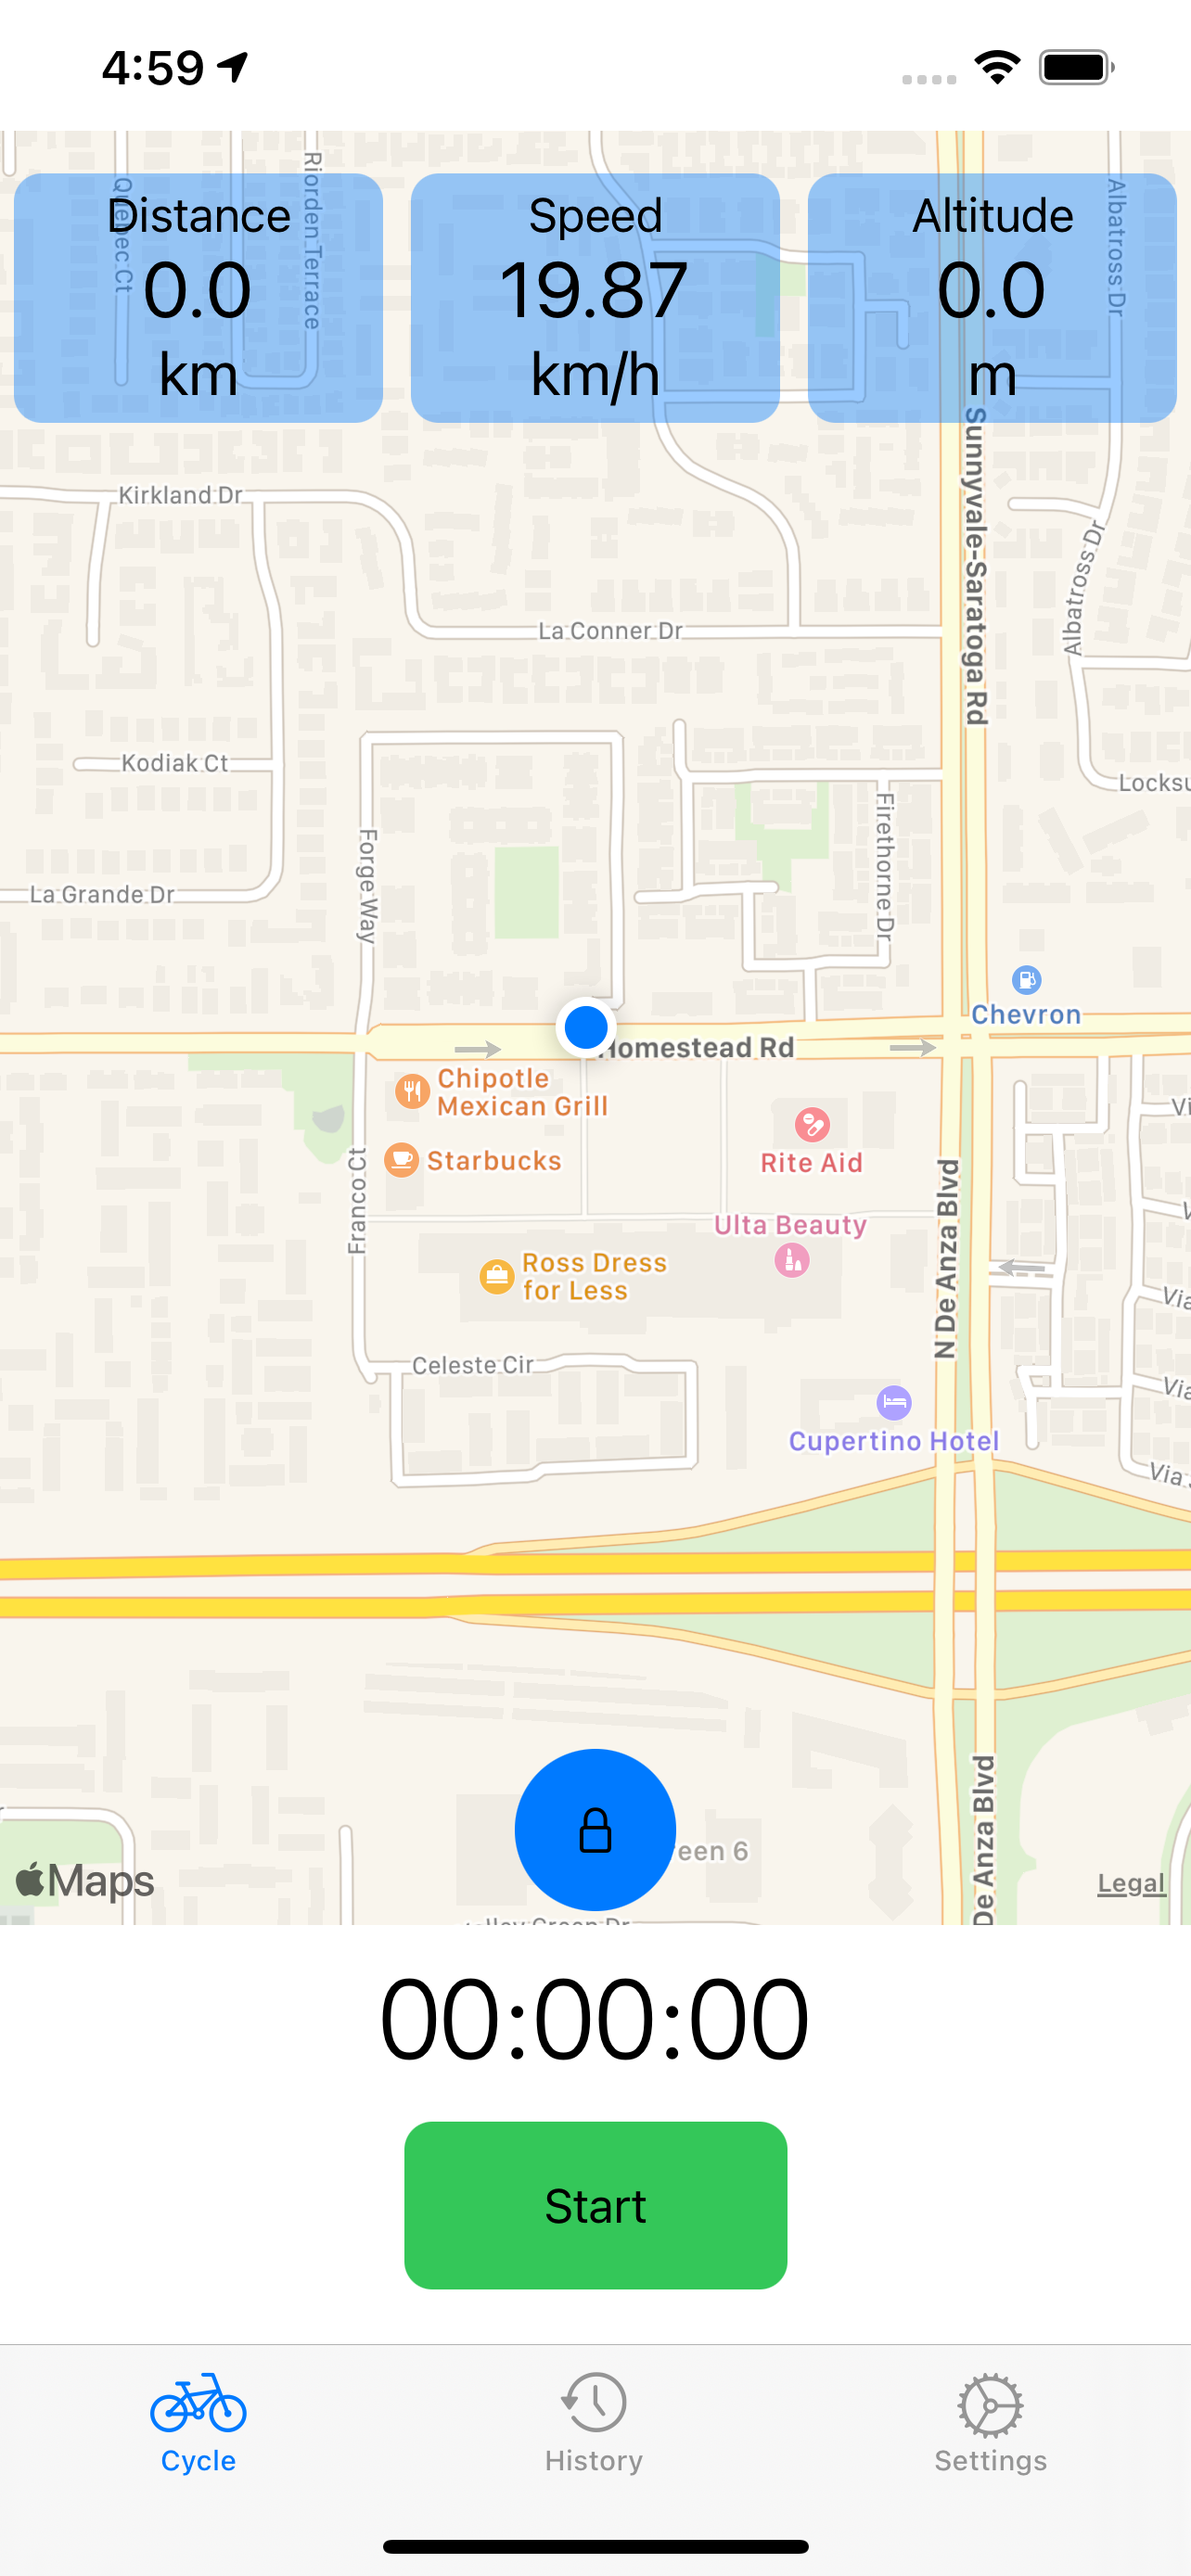 4:59
Distance
0.0
km
Speed
19.87
km/h
Altitude
0.0
m
Quebec Ct
Riorden Terrace
Albatross Dr
Sunnyvale-Saratoga Rd
Kirkland Dr
Albatross Dr
La Conner Dr
Kodiak Ct
Forge Way
Firethorne Dr
La Grande Dr
Chevron
Homestead Rd
Chipotle
Mexican Grill
Starbucks
Rite Aid
Franco Ct
Ulta Beauty
N De Anza Blvd
Ross Dress
for Less
Celeste Cir
Cupertino Hotel
Via
Via
Via
De Anza Blvd
een 6
Maps
Legal
00:00:00
Start
Cycle
History
Settings